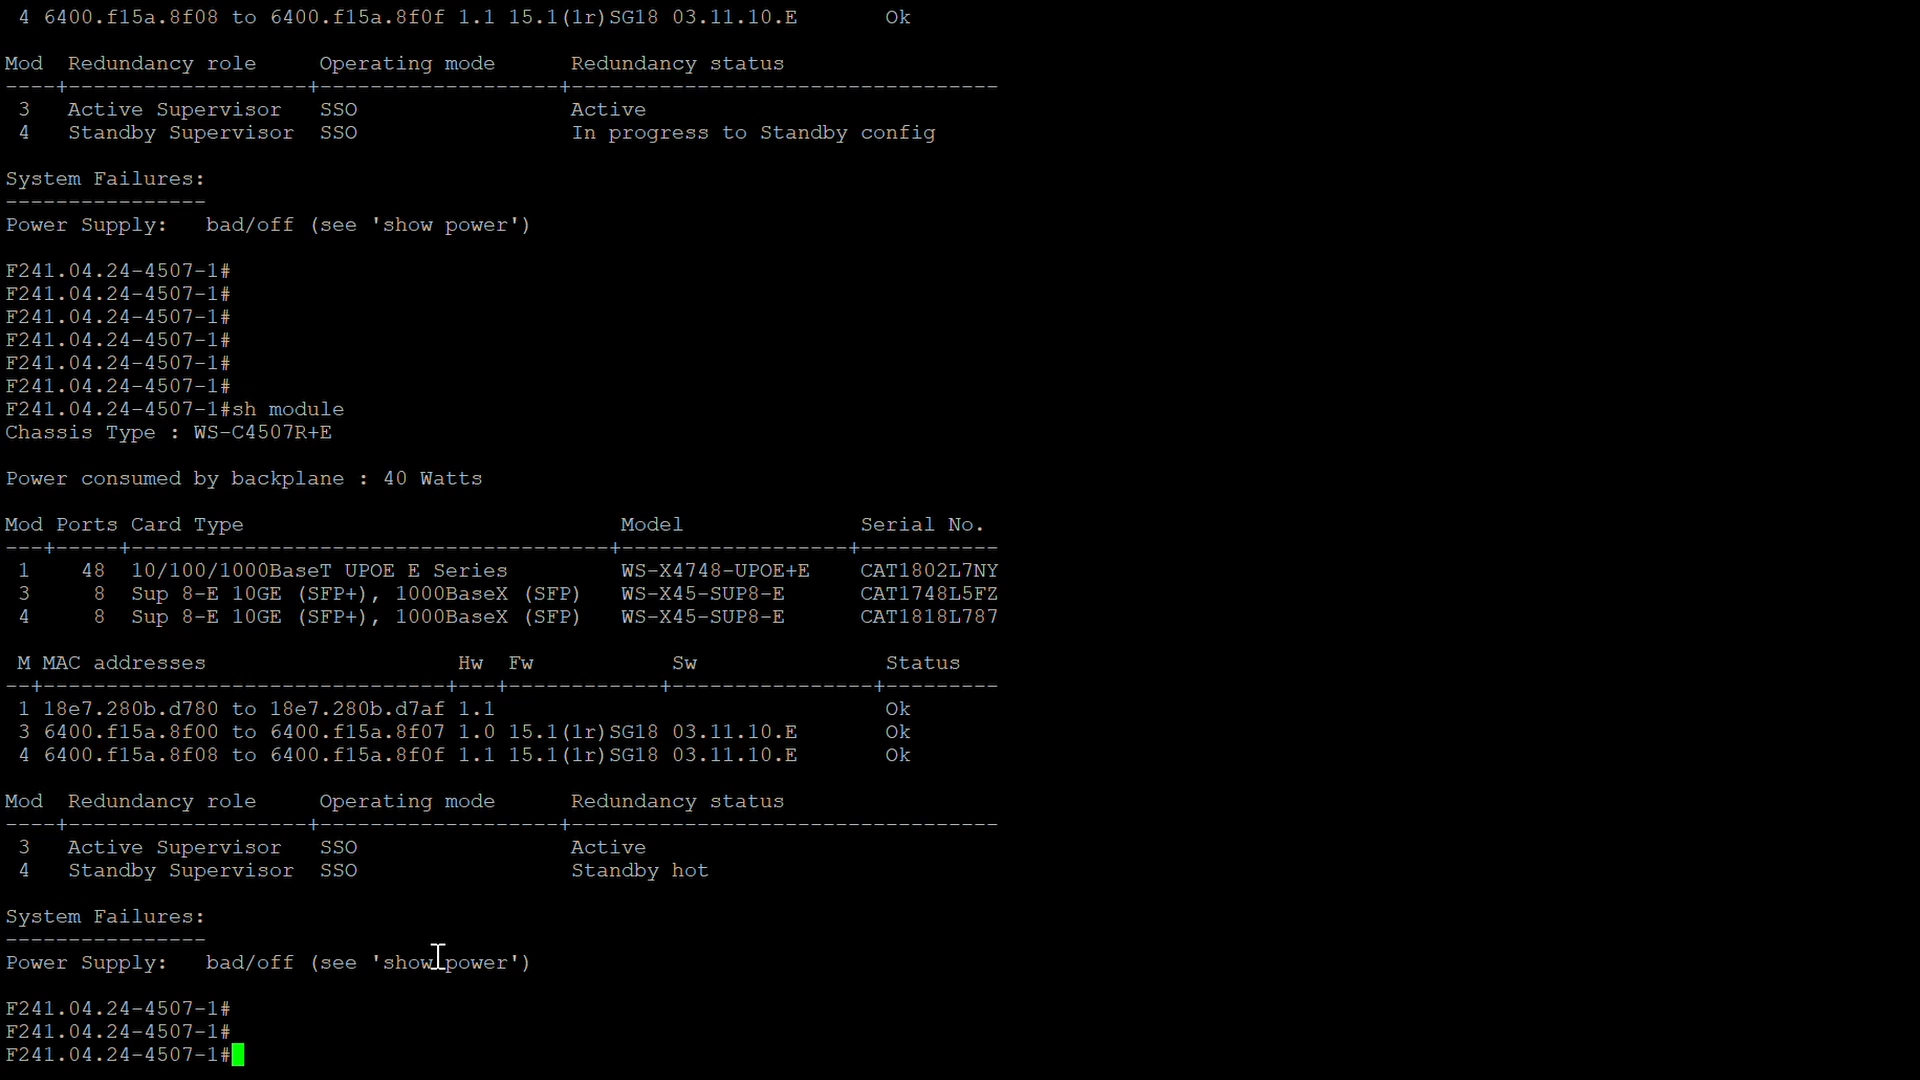 4 6400.f15a.8f08 to 6400.f15a.8f0f 1.1 15.1(1r)SG18 03.11.10.E       Ok
Mod  Redundancy role     Operating mode      Redundancy status
----+-------------------+-------------------+----------------------------------
 3   Active Supervisor   SSO                 Active
 4   Standby Supervisor  SSO                 In progress to Standby config
System Failures:
----------------
Power Supply:   bad/off (see 'show power')
F241.04.24-4507-1#
F241.04.24-4507-1#
F241.04.24-4507-1#
F241.04.24-4507-1#
F241.04.24-4507-1#
F241.04.24-4507-1#
F241.04.24-4507-1#sh module
Chassis Type : WS-C4507R+E
Power consumed by backplane : 40 Watts
Mod Ports Card Type                              Model              Serial No.
---+-----+--------------------------------------+------------------+-----------
 1    48  10/100/1000BaseT UPOE E Series         WS-X4748-UPOE+E    CAT1802L7NY
 3     8  Sup 8-E 10GE (SFP+), 1000BaseX (SFP)   WS-X45-SUP8-E      CAT1748L5FZ
 4     8  Sup 8-E 10GE (SFP+), 1000BaseX (SFP)   WS-X45-SUP8-E      CAT1818L787
 M MAC addresses                    Hw  Fw           Sw               Status
--+--------------------------------+---+------------+----------------+---------
 1 18e7.280b.d780 to 18e7.280b.d7af 1.1                               Ok
 3 6400.f15a.8f00 to 6400.f15a.8f07 1.0 15.1(1r)SG18 03.11.10.E       Ok
 4 6400.f15a.8f08 to 6400.f15a.8f0f 1.1 15.1(1r)SG18 03.11.10.E       Ok
Mod  Redundancy role     Operating mode      Redundancy status
----+-------------------+-------------------+----------------------------------
 3   Active Supervisor   SSO                 Active
 4   Standby Supervisor  SSO                 Standby hot
System Failures:
----------------
Power Supply:   bad/off (see 'show power')
F241.04.24-4507-1#
F241.04.24-4507-1#
F241.04.24-4507-1#